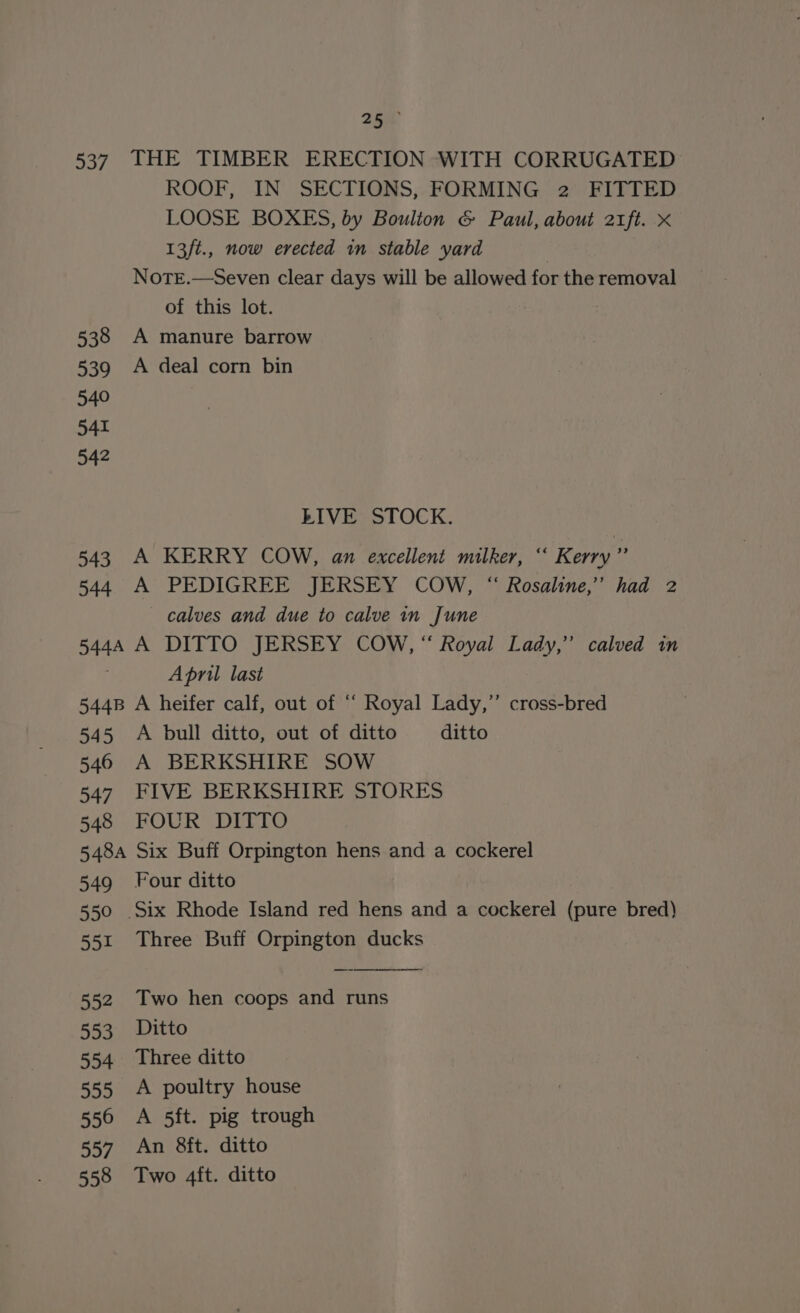 25
537 THE TIMBER ERECTION WITH CORRUGATED
ROOF, IN SECTIONS, FORMING 2 FITTED
LOOSE BOXES, by Boulton & Paul, about 21ft. ×
13ft., now erected in stable yard
NOTE.—Seven clear days will be allowed for the removal
of this lot.
538 A manure barrow
539 A deal corn bin
540
541
542
LIVE STOCK.
543 A KERRY COW, an excellent milker, “ Kerry ”
544 A PEDIGREE JERSEY COW, “ Rosaline,” had 2
calves and due to calve in June
544A A DITTO JERSEY COW, “ Royal Lady,” calved in
April last
544B A heifer calf, out of “ Royal Lady,” cross-bred
545 A bull ditto, out of ditto ditto
546 A BERKSHIRE SOW
547 FIVE BERKSHIRE STORES
548 FOUR DITTO
548A Six Buff Orpington hens and a cockerel
549 Four ditto
550 Six Rhode Island red hens and a cockerel (pure bred)
551 Three Buff Orpington ducks
552 Two hen coops and runs
553 Ditto
554 Three ditto
555 A poultry house
556 A 5ft. pig trough
557 An 8ft. ditto
558 Two 4ft. ditto